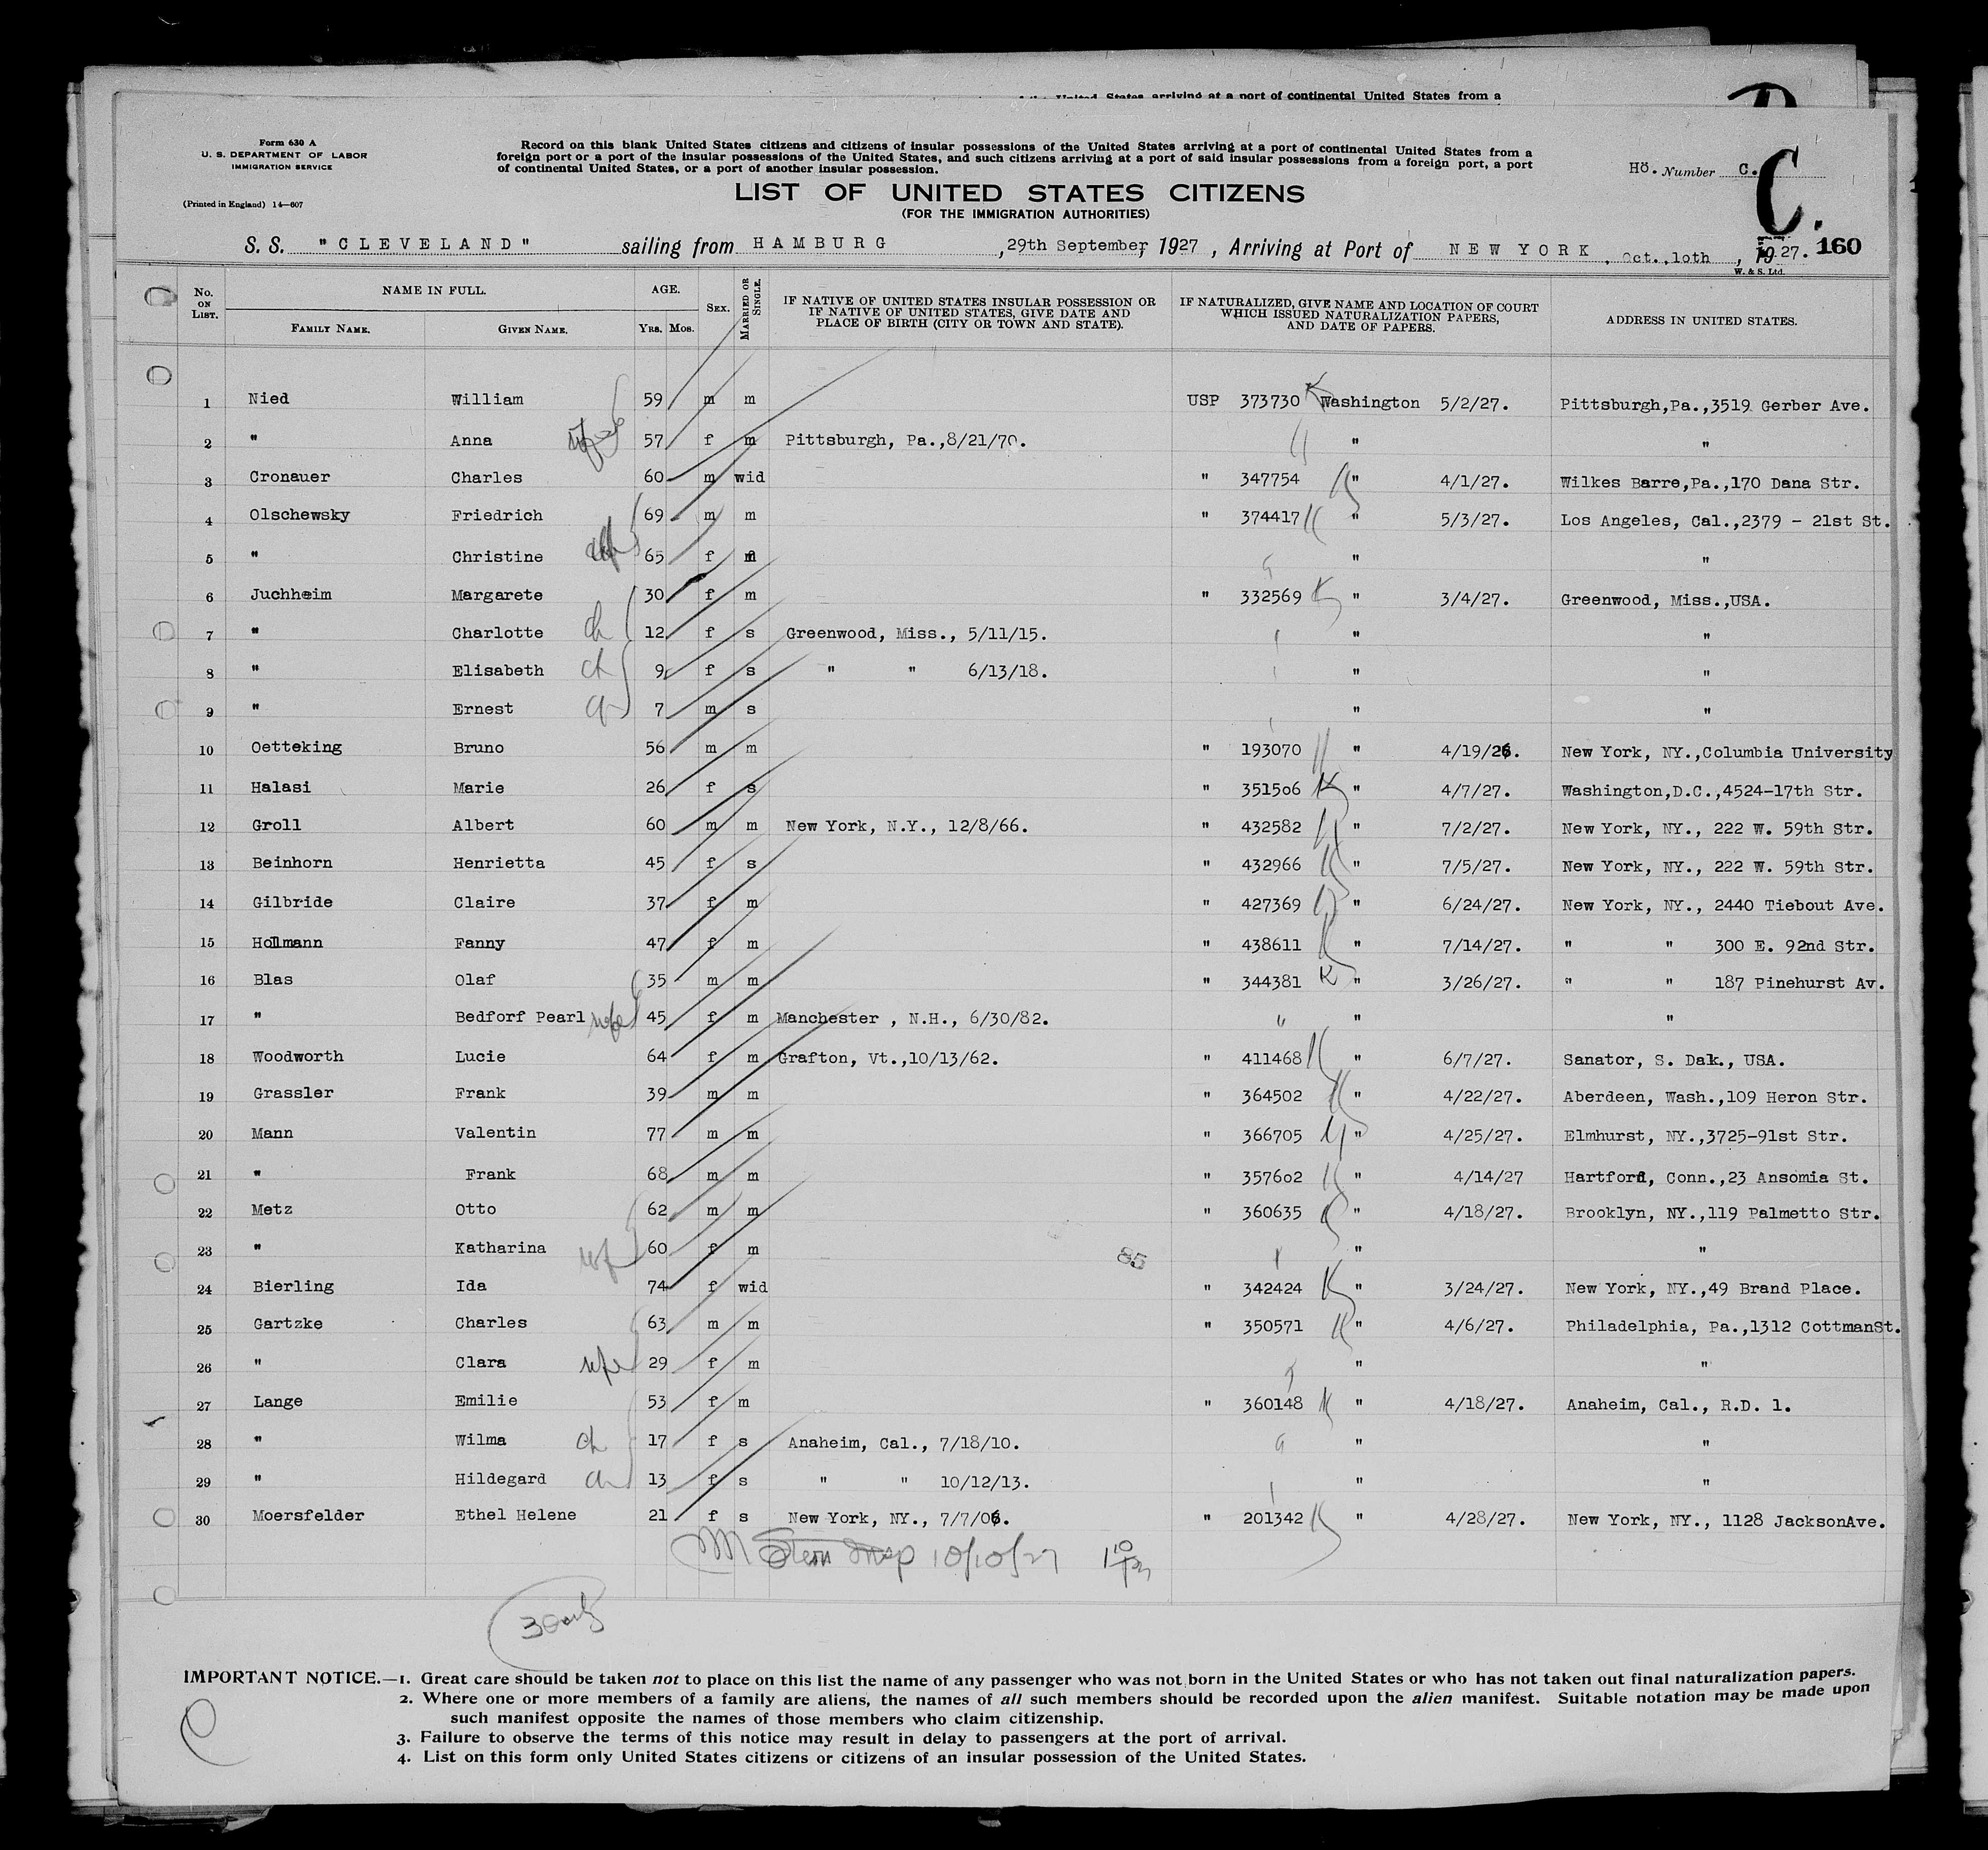 the United States arriving at a port of continental United States from a
Form 630 A
U. S. DEPARTMENT OF LABOR
IMMIGRATION SERVICE
(Printed in England) 14—607
Record on this blank United States citizens and citizens of insular possessions of the United States arriving at a port of continental United States from a
foreign port or a port of the insular possessions of the United States, and such citizens arriving at a port of said insular possessions from a foreign port, a port
of continental United States, or a port of another insular possession.
Hö. Number C.
C.
LIST OF UNITED STATES CITIZENS
(FOR THE IMMIGRATION AUTHORITIES)
S. S. "CLEVELAND" sailing from HAMBURG, 29th September, 1927, Arriving at Port of NEW YORK, Oct., 10th, 1927. 160
W. & S. Ltd.
No. ON LIST. NAME IN FULL. FAMILY NAME. GIVEN NAME. AGE. YRS. MOS. SEX. MARRIED OR SINGLE. IF NATIVE OF UNITED STATES INSULAR POSSESSION OR IF NATIVE OF UNITED STATES, GIVE DATE AND PLACE OF BIRTH (CITY OR TOWN AND STATE). IF NATURALIZED, GIVE NAME AND LOCATION OF COURT WHICH ISSUED NATURALIZATION PAPERS, AND DATE OF PAPERS. ADDRESS IN UNITED STATES.
1 Nied William 59 m m USP 373730 Washington 5/2/27. Pittsburgh,Pa.,3519 Gerber Ave.
2 " Anna wife 57 f m Pittsburgh, Pa.,8/21/70. " "
3 Cronauer Charles 60 m wid " 347754 " 4/1/27. Wilkes Barre,Pa.,170 Dana Str.
4 Olschewsky Friedrich 69 m m " 374417 " 5/3/27. Los Angeles, Cal.,2379 - 21st St.
5 " Christine 65 f m " "
6 Juchheim Margarete 30 f m " 332569 " 3/4/27. Greenwood, Miss.,USA.
7 " Charlotte ch 12 f s Greenwood, Miss., 5/11/15. " "
8 " Elisabeth ch 9 f s " " 6/13/18. " "
9 " Ernest ch 7 m s " "
10 Oetteking Bruno 56 m m " 193070 " 4/19/26. New York, NY.,Columbia University
11 Halasi Marie 26 f s " 351506 " 4/7/27. Washington,D.C.,4524-17th Str.
12 Groll Albert 60 m m New York, N.Y., 12/8/66. " 432582 " 7/2/27. New York, NY., 222 W. 59th Str.
13 Beinhorn Henrietta 45 f s " 432966 " 7/5/27. New York, NY., 222 W. 59th Str.
14 Gilbride Claire 37 f m " 427369 " 6/24/27. New York, NY., 2440 Tiebout Ave.
15 Hollmann Fanny 47 f m " 438611 " 7/14/27. " " 300 E. 92nd Str.
16 Blas Olaf 35 m m " 344381 " 3/26/27. " " 187 Pinehurst Av.
17 " Bedforf Pearl wife 45 f m Manchester , N.H., 6/30/82. " " "
18 Woodworth Lucie 64 f m Grafton, Vt.,10/13/62. " 411468 " 6/7/27. Sanator, S. Dak., USA.
19 Grassler Frank 39 m m " 364502 " 4/22/27. Aberdeen, Wash.,109 Heron Str.
20 Mann Valentin 77 m m " 366705 " 4/25/27. Elmhurst, NY.,3725-91st Str.
21 " Frank 68 m m " 357602 " 4/14/27 Hartford, Conn.,23 Ansomia St.
22 Metz Otto 62 m m " 360635 " 4/18/27. Brooklyn, NY.,119 Palmetto Str.
23 " Katharina wf 60 f m 85 " "
24 Bierling Ida 74 f wid " 342424 " 3/24/27. New York, NY.,49 Brand Place.
25 Gartzke Charles 63 m m " 350571 " 4/6/27. Philadelphia, Pa.,1312 CottmanSt.
26 " Clara wife 29 f m " "
27 Lange Emilie 53 f m " 360148 " 4/18/27. Anaheim, Cal., R.D. 1.
28 " Wilma ch 17 f s Anaheim, Cal., 7/18/10. " "
29 " Hildegard ch 13 f s " " 10/12/13. " "
30 Moersfelder Ethel Helene 21 f s New York, NY., 7/7/06. " 201342 " 4/28/27. New York, NY., 1128 JacksonAve.
Insp 10/10/27
IMPORTANT NOTICE.—1. Great care should be taken not to place on this list the name of any passenger who was not born in the United States or who has not taken out final naturalization papers.
2. Where one or more members of a family are aliens, the names of all such members should be recorded upon the alien manifest. Suitable notation may be made upon
such manifest opposite the names of those members who claim citizenship.
3. Failure to observe the terms of this notice may result in delay to passengers at the port of arrival.
4. List on this form only United States citizens or citizens of an insular possession of the United States.
C